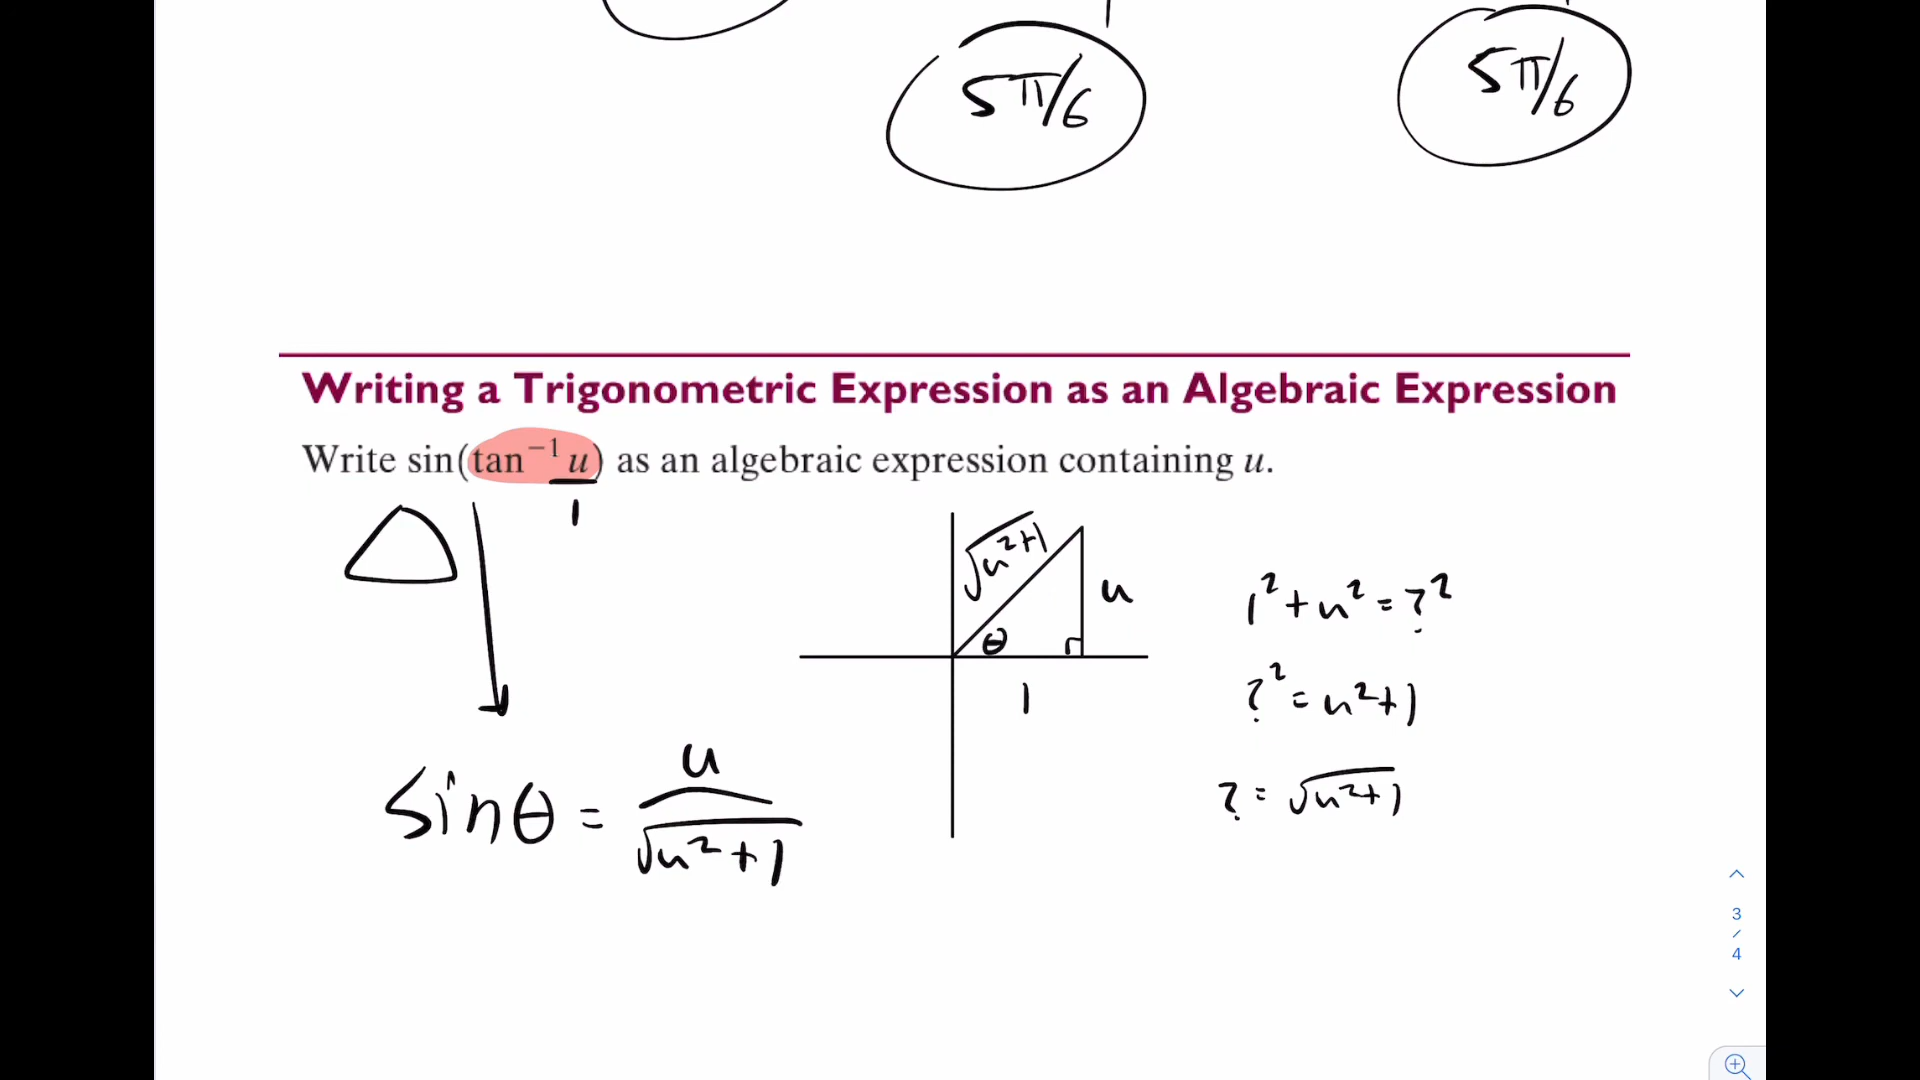 5π/6
5π/6
Writing a Trigonometric Expression as an Algebraic Expression
Write sin(tan⁻¹ u) as an algebraic expression containing u.
1
√u²+1
u
θ
1
1² + u² = ?²
?² = u²+1
? = √u²+1
sinθ = u
√u²+1
3
/
4